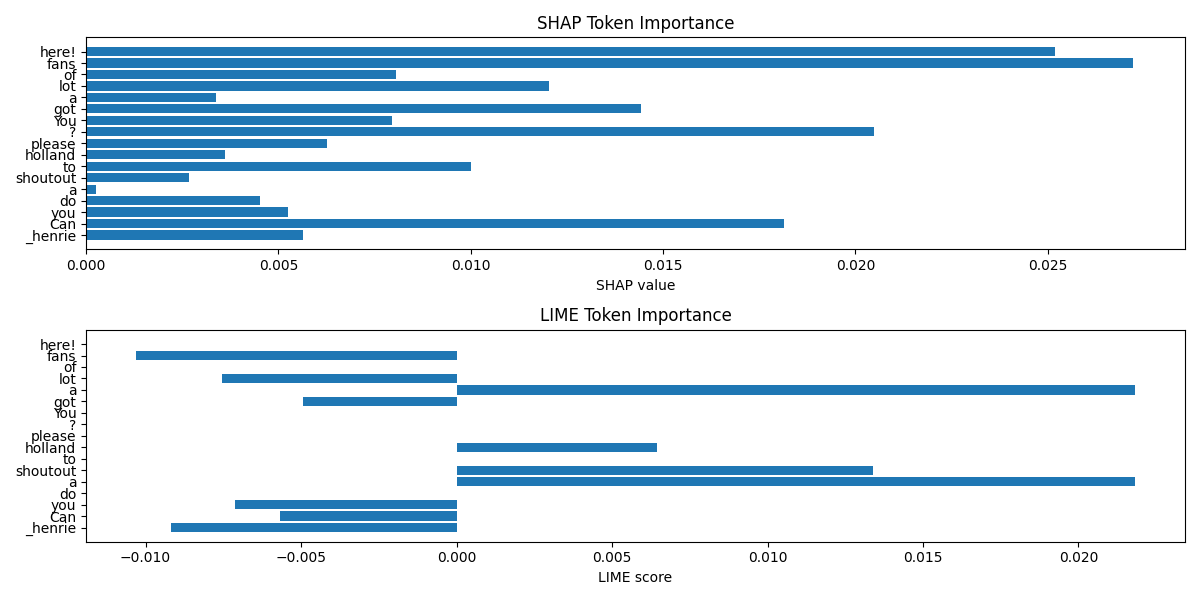 SHAP Token Importance
here!
fans
of
lot
a
got
You
?
please
holland
to
shoutout
a
do
you
Can
_henrie
0.000 0.005 0.010 0.015 0.020 0.025
SHAP value
LIME Token Importance
here!
fans
of
lot
a
got
You
?
please
holland
to
shoutout
a
do
you
Can
_henrie
−0.010 −0.005 0.000 0.005 0.010 0.015 0.020
LIME score